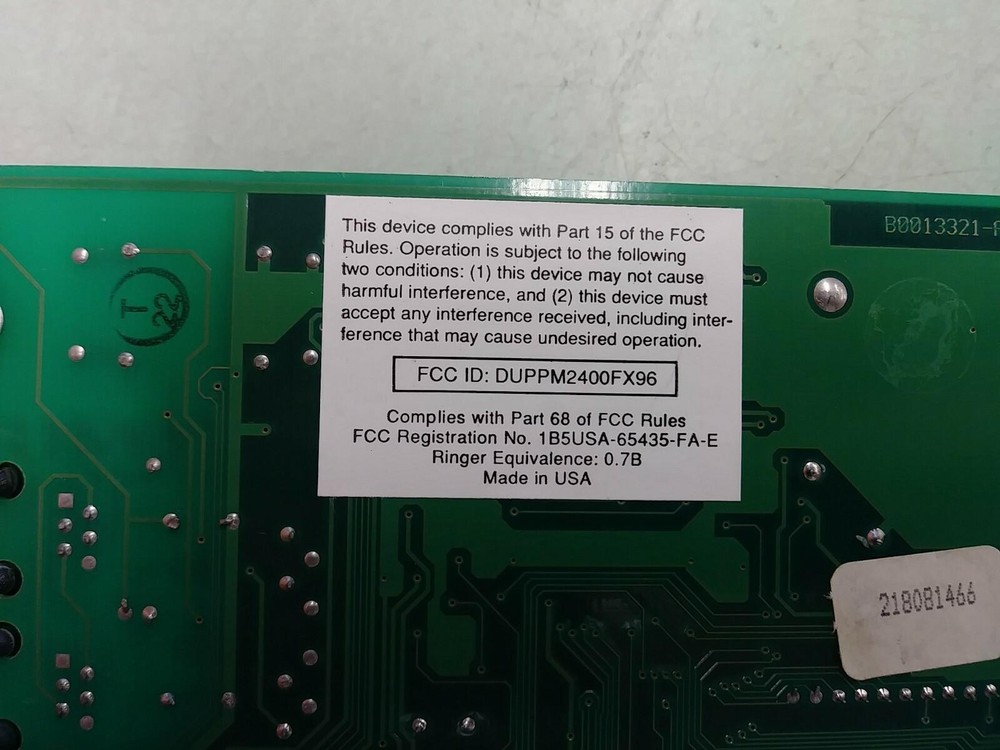 This device complies with Part 15 of the FCC
Rules. Operation is subject to the following
two conditions: (1) this device may not cause
harmful interference, and (2) this device must
accept any interference received, including inter-
ference that may cause undesired operation.
FCC ID: DUPPM2400FX96
Complies with Part 68 of FCC Rules
FCC Registration No. 1B5USA-65435-FA-E
Ringer Equivalence: 0.7B
Made in USA
B0013321-
T
22
218081466